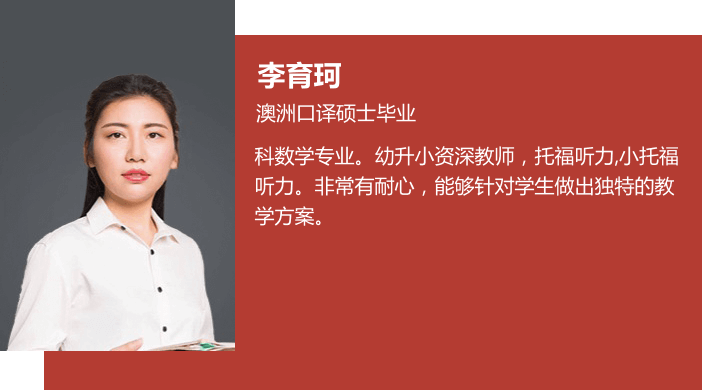 李育珂
澳洲口译硕士毕业
科数学专业。幼升小资深教师，托福听力,小托福
听力。非常有耐心，能够针对学生做出独特的教
学方案。